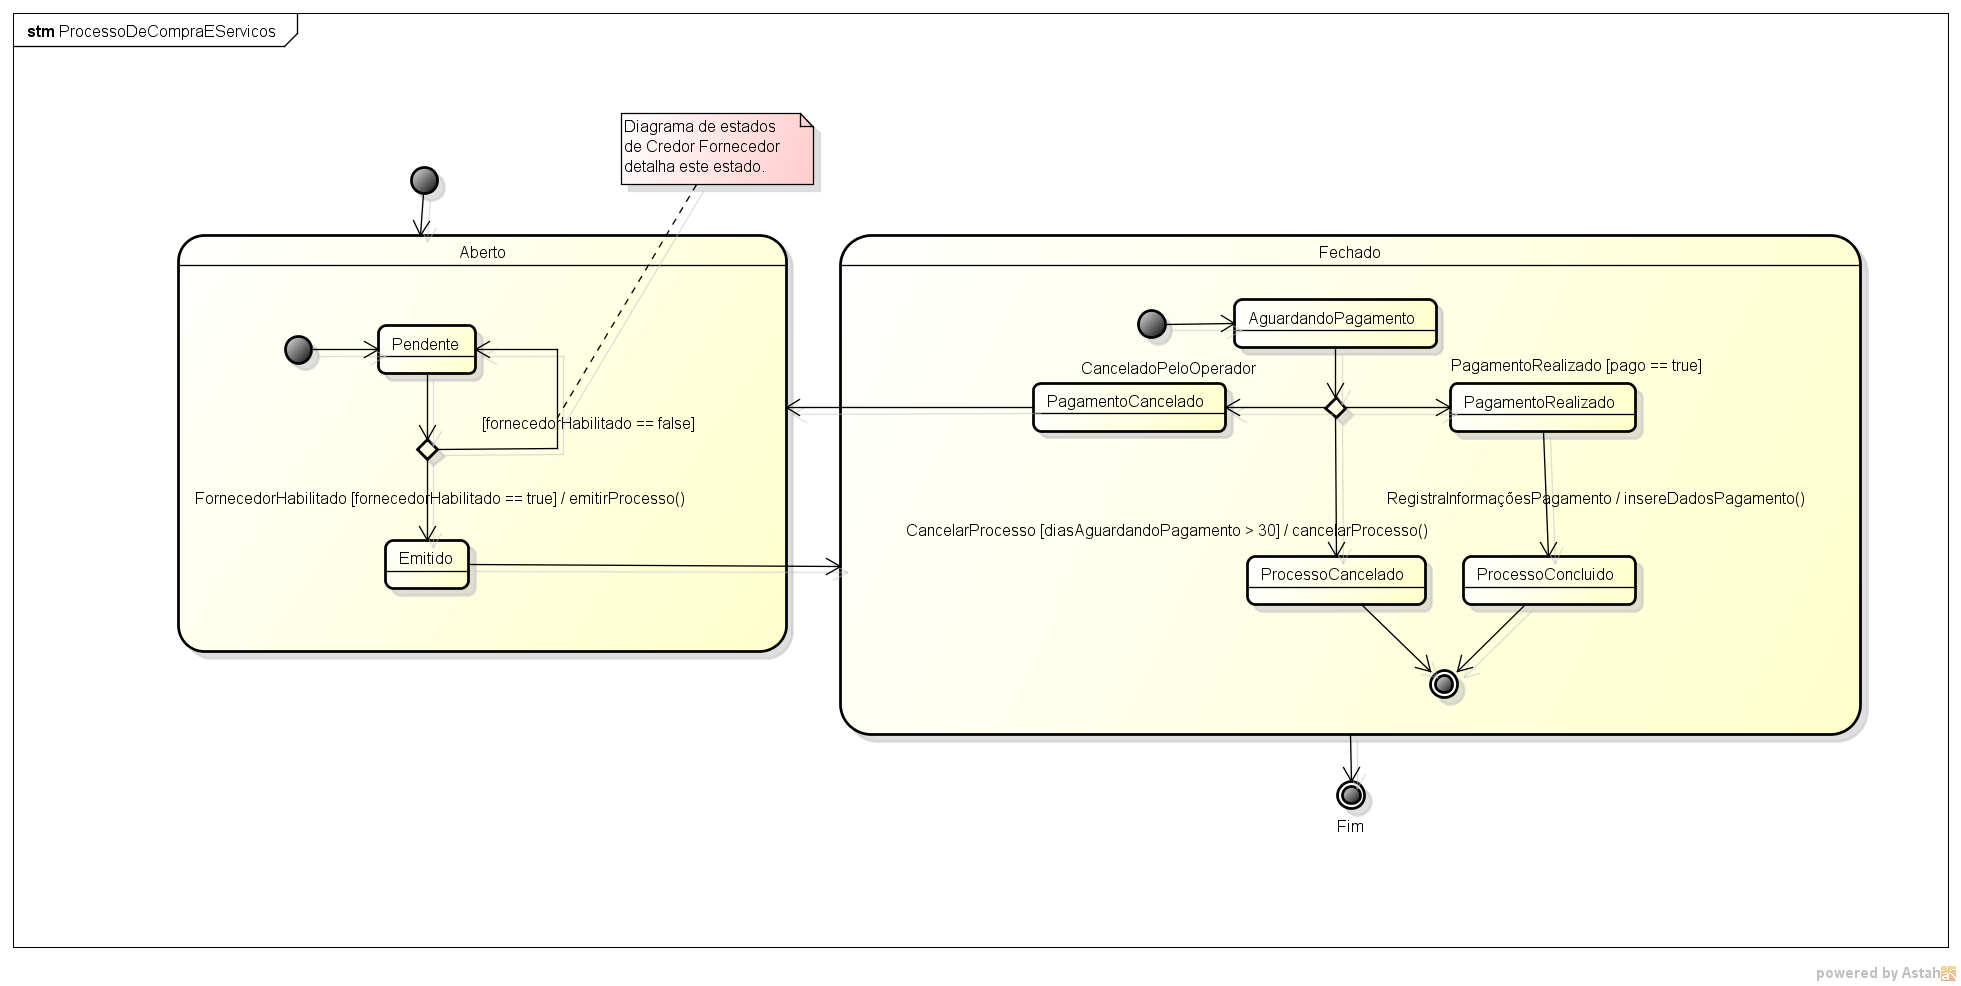 stm ProcessoDeCompraEServicos
Diagrama de estados
de Credor Fornecedor
detalha este estado.
Aberto
Pendente
[fornecedorHabilitado == false]
FornecedorHabilitado [fornecedorHabilitado == true] / emitirProcesso()
Emitido
Fechado
AguardandoPagamento
CanceladoPeloOperador
PagamentoRealizado [pago == true]
PagamentoCancelado
PagamentoRealizado
RegistraInformaçõesPagamento / insereDadosPagamento()
CancelarProcesso [diasAguardandoPagamento > 30] / cancelarProcesso()
ProcessoCancelado
ProcessoConcluido
Fim
powered by Astah